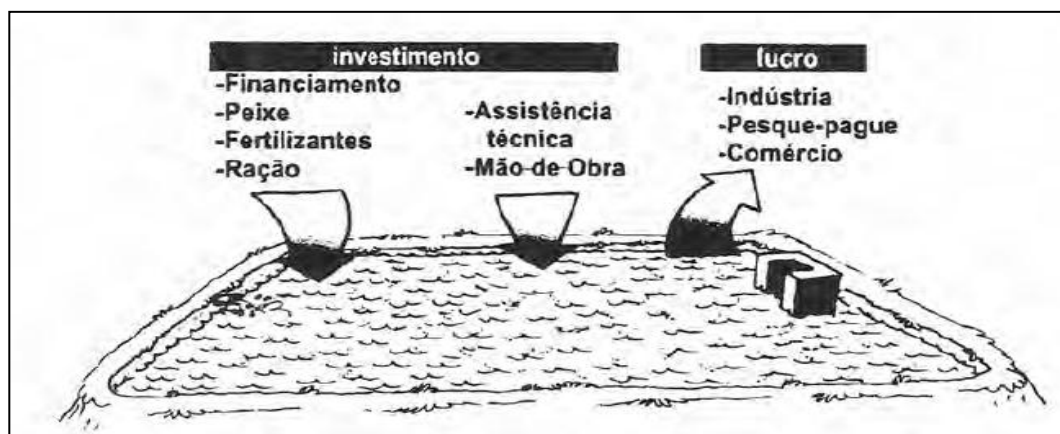 investimento
-Financiamento
-Peixe
-Fertilizantes
-Ração
-Assistência
técnica
-Mão-de Obra
lucro
-Indústria
-Pesque-pague
-Comércio